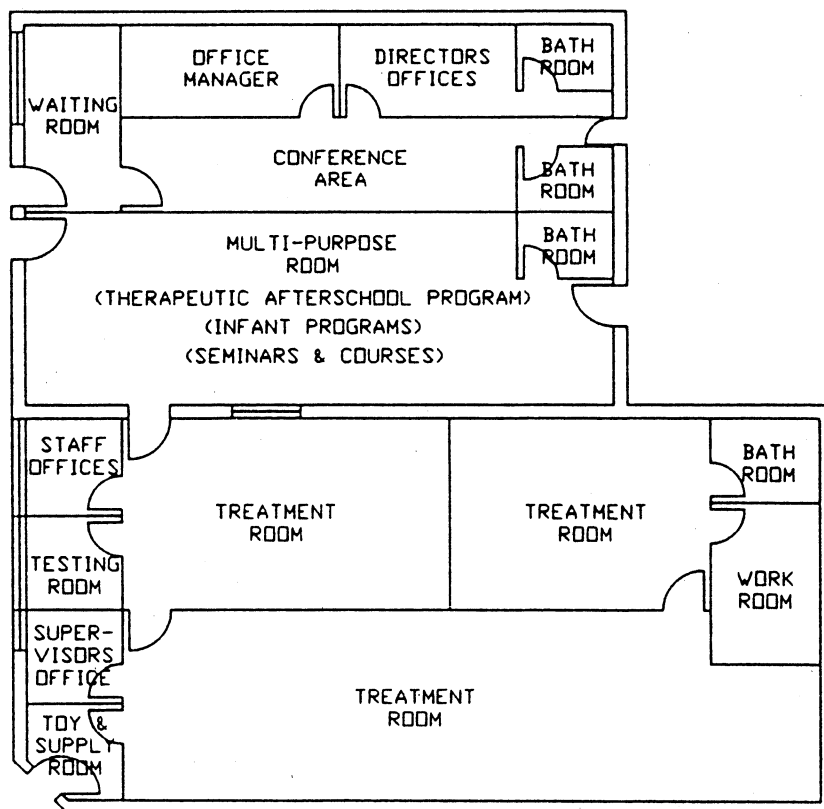 WAITING
ROOM
OFFICE
MANAGER
DIRECTORS
OFFICES
BATH
ROOM
CONFERENCE
AREA
BATH
ROOM
MULTI-PURPOSE
ROOM
BATH
ROOM
(THERAPEUTIC AFTERSCHOOL PROGRAM)
(INFANT PROGRAMS)
(SEMINARS & COURSES)
STAFF
OFFICES
TREATMENT
ROOM
TREATMENT
ROOM
BATH
ROOM
TESTING
ROOM
WORK
ROOM
SUPER-
VISORS
OFFICE
TREATMENT
ROOM
TOY &
SUPPLY
ROOM